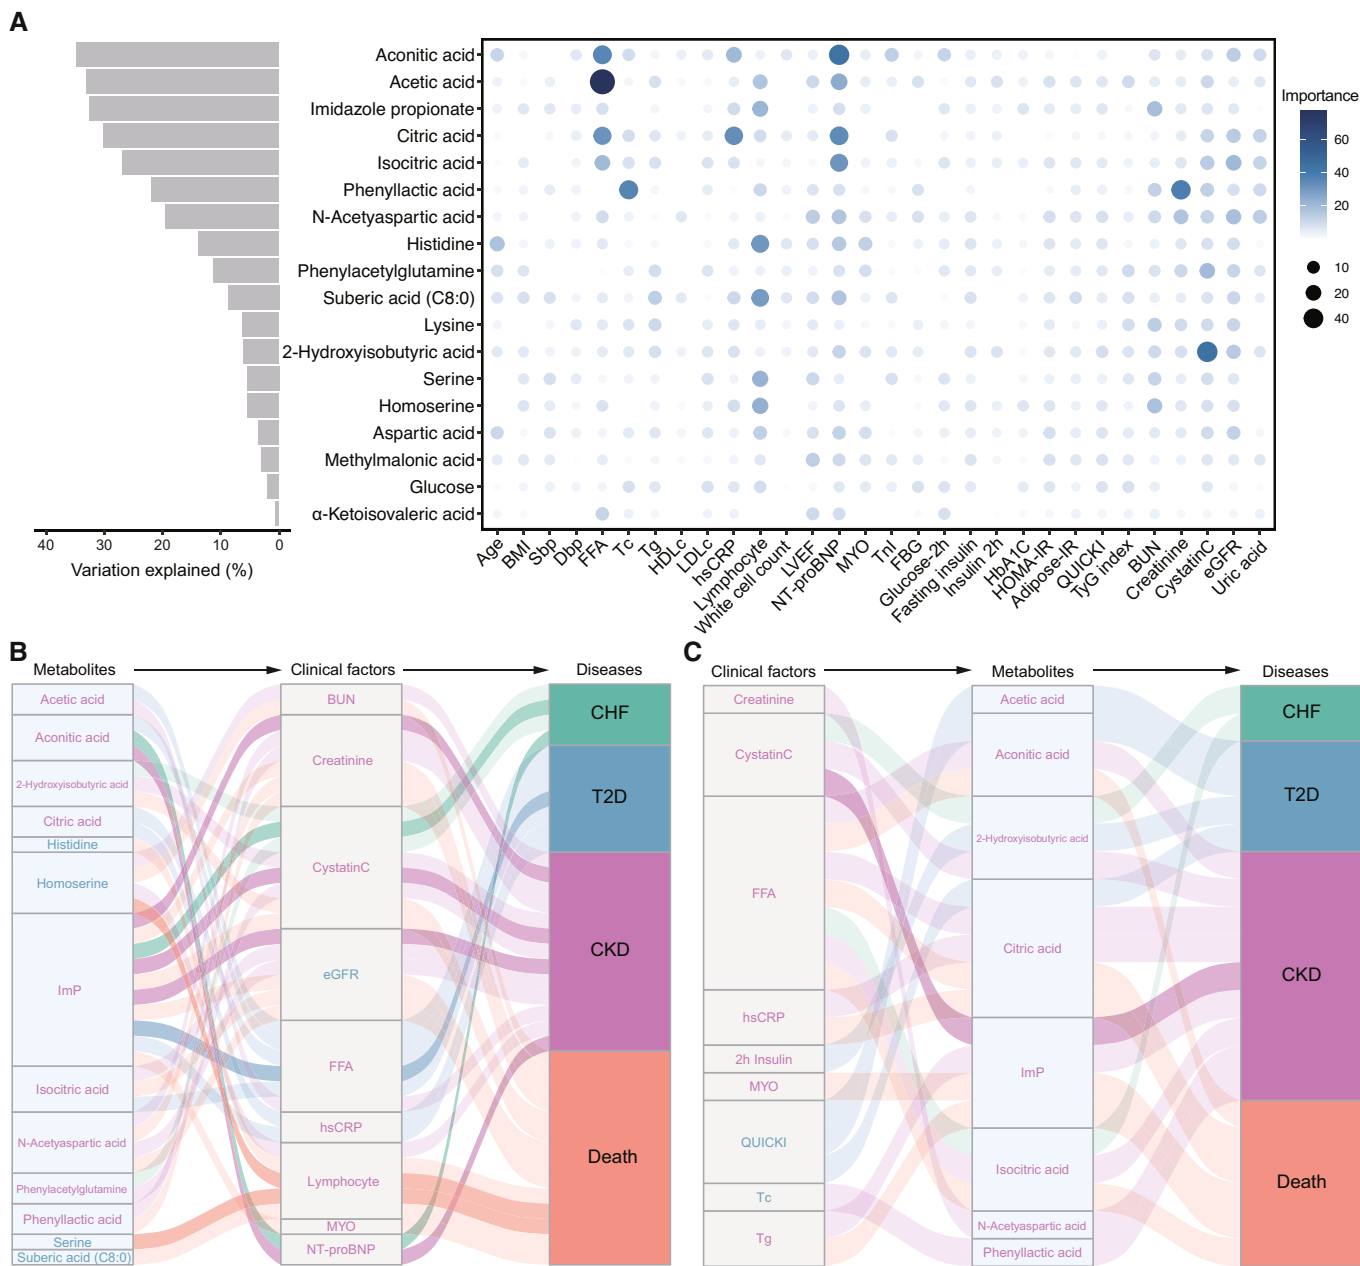 A
Aconitic acid
Acetic acid
Imidazole propionate
Citric acid
Isocitric acid
Phenyllactic acid
N-Acetyaspartic acid
Histidine
Phenylacetylglutamine
Suberic acid (C8:0)
Lysine
2-Hydroxyisobutyric acid
Serine
Homoserine
Aspartic acid
Methylmalonic acid
Glucose
α-Ketoisovaleric acid
40 30 20 10 0
Variation explained (%)
Age
BMI
Sbp
Dbp
FFA
Tc
Tg
HDLc
LDLc
hsCRP
Lymphocyte
White cell count
LVEF
NT-proBNP
MYO
TnI
FBG
Glucose-2h
Fasting insulin
Insulin 2h
HbA1C
HOMA-IR
Adipose-IR
QUICKI
TyG index
BUN
Creatinine
CystatinC
eGFR
Uric acid
Importance
60
40
20
10
20
40
B
Metabolites
Clinical factors
Diseases
Acetic acid
Aconitic acid
2-Hydroxyisobutyric acid
Citric acid
Histidine
Homoserine
ImP
Isocitric acid
N-Acetyaspartic acid
Phenylacetylglutamine
Phenyllactic acid
Serine
Suberic acid (C8:0)
BUN
Creatinine
CystatinC
eGFR
FFA
hsCRP
Lymphocyte
MYO
NT-proBNP
CHF
T2D
CKD
Death
C
Clinical factors
Metabolites
Diseases
Creatinine
CystatinC
FFA
hsCRP
2h Insulin
MYO
QUICKI
Tc
Tg
Acetic acid
Aconitic acid
2-Hydroxyisobutyric acid
Citric acid
ImP
Isocitric acid
N-Acetyaspartic acid
Phenyllactic acid
CHF
T2D
CKD
Death